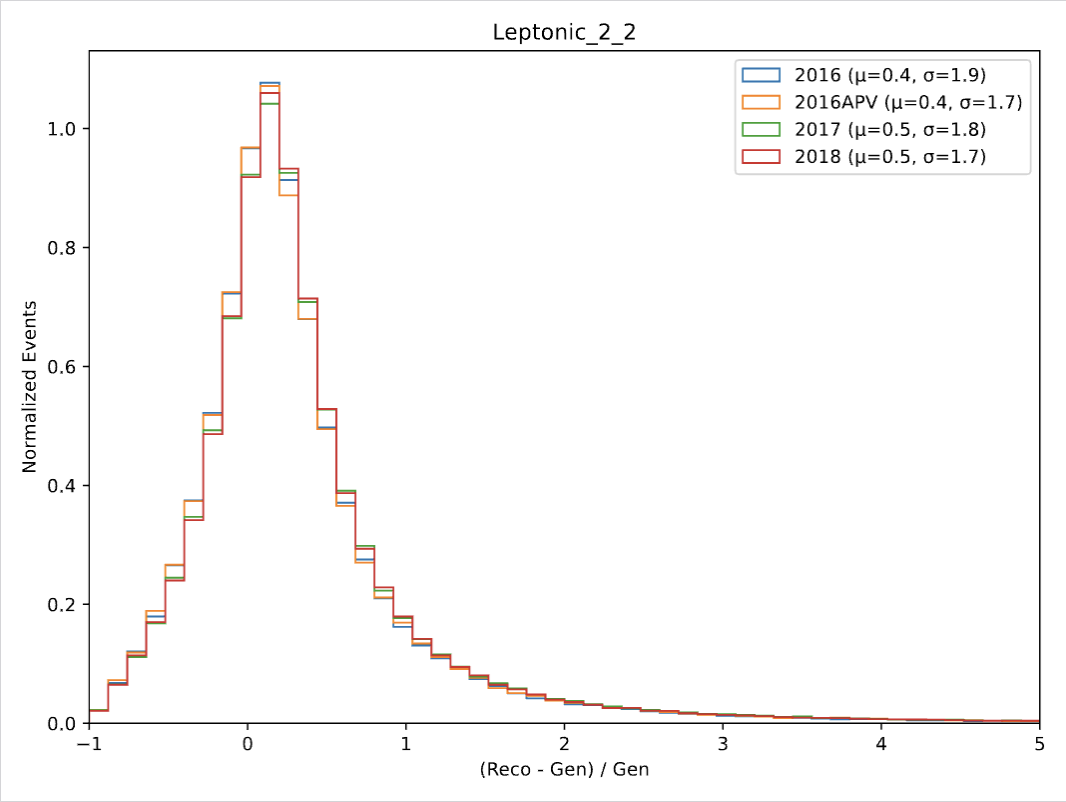 Leptonic_2_2
2016 (μ=0.4, σ=1.9)
2016APV (μ=0.4, σ=1.7)
2017 (μ=0.5, σ=1.8)
2018 (μ=0.5, σ=1.7)
Normalized Events
1.0
0.8
0.6
0.4
0.2
0.0
−1 0 1 2 3 4 5
(Reco - Gen) / Gen